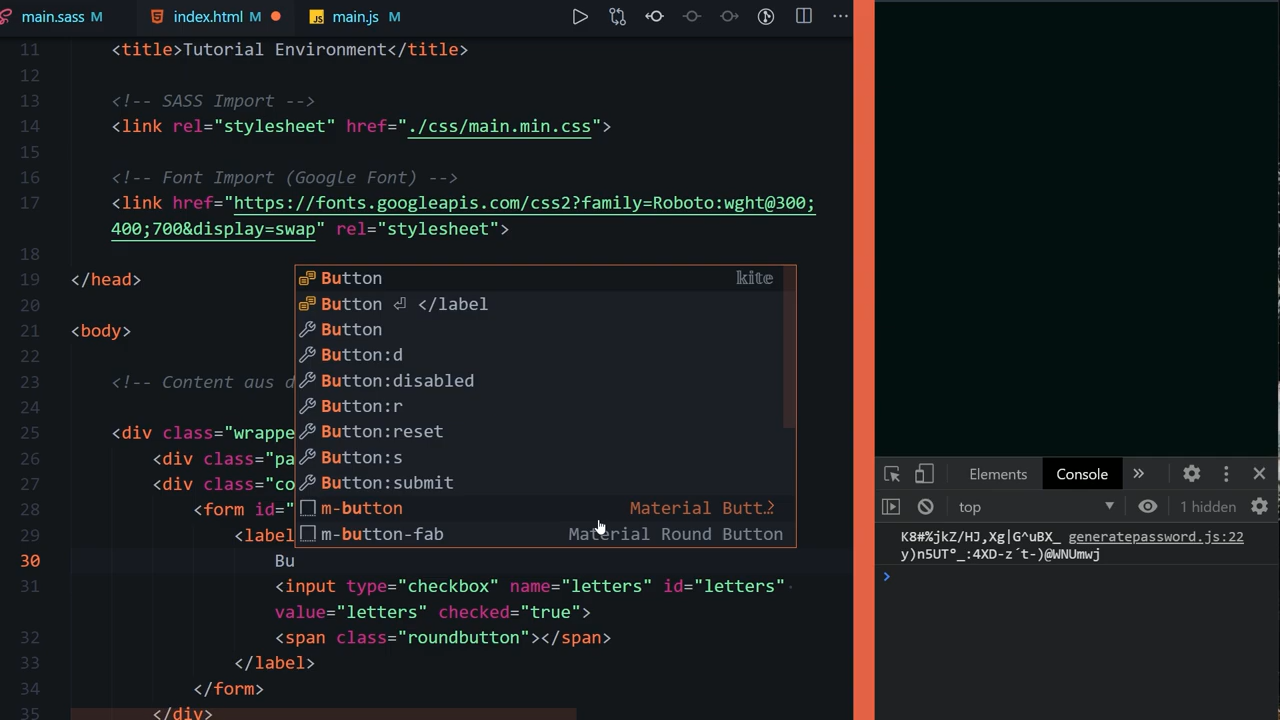 main.sass M
index.html M
JS main.js M
11 <title>Tutorial Environment</title>
12
13 <!-- SASS Import -->
14 <link rel="stylesheet" href="./css/main.min.css">
15
16 <!-- Font Import (Google Font) -->
17 <link href="https://fonts.googleapis.com/css2?family=Roboto:wght@300;
400;700&display=swap" rel="stylesheet">
18
19 </head>
20
21 <body>
22
23 <!-- Content aus d
24
25 <div class="wrappe
26 <div class="pa
27 <div class="co
28 <form id="
29 <label
30 Bu
31 <input type="checkbox" name="letters" id="letters"
value="letters" checked="true">
32 <span class="roundbutton"></span>
33 </label>
34 </form>
35 </div>
Button kite
Button ⏎ </label
Button
Button:d
Button:disabled
Button:r
Button:reset
Button:s
Button:submit
m-button Material Butt…
m-button-fab Material Round Button
Elements
Console
top
1 hidden
K8#%jkZ/HJ,Xg|G^uBX_ generatepassword.js:22
y)n5UT°_:4XD-z´t-)@WNUmwj